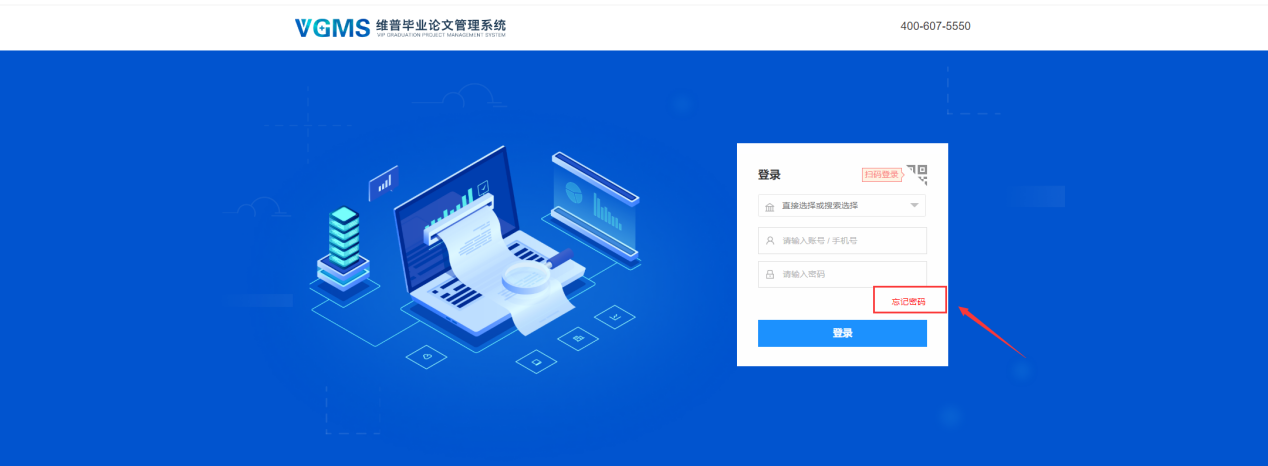 VGMS 维普毕业论文管理系统
VIP GRADUATION PROJECT MANAGEMENT SYSTEM
400-607-5550
登录
扫码登录
直接选择或搜索选择
请输入账号 / 手机号
请输入密码
忘记密码
登录